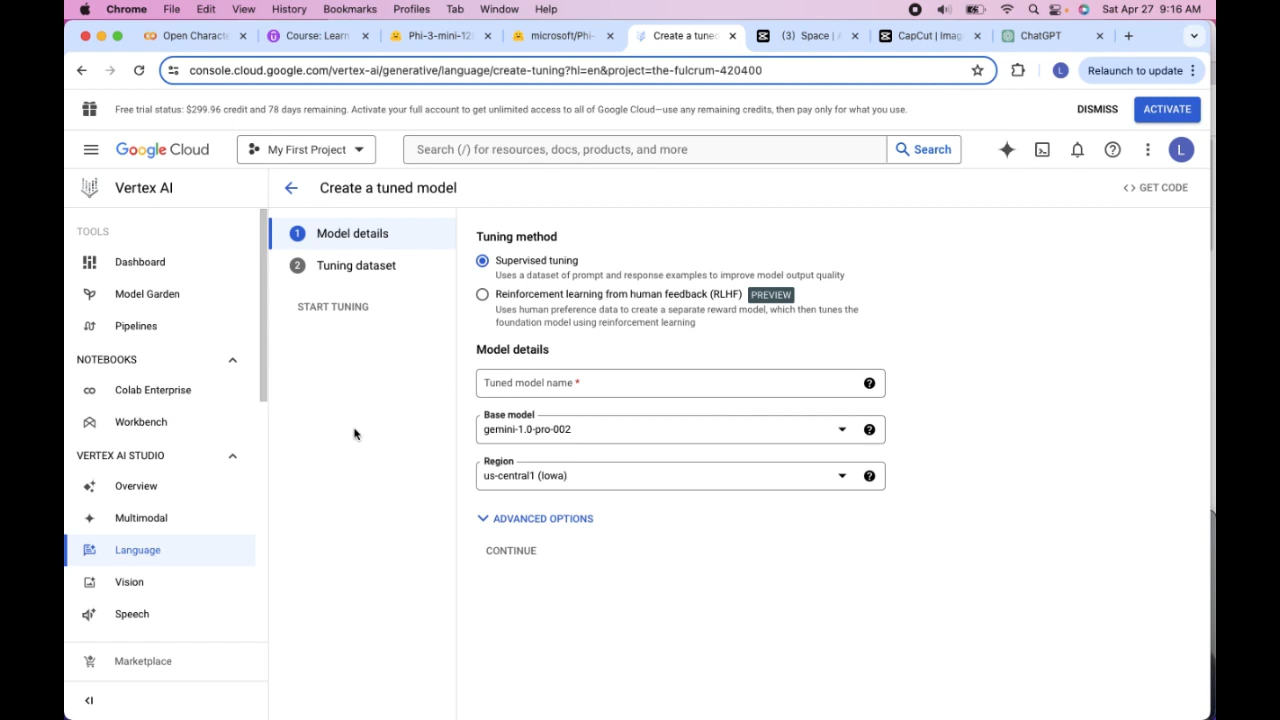 Chrome File Edit View History Bookmarks Profiles Tab Window Help Sat Apr 27 9:16 AM
Open Characte Course: Learn Phi-3-mini-12 microsoft/Phi- Create a tuned (3) Space | A CapCut | Imag ChatGPT
console.cloud.google.com/vertex-ai/generative/language/create-tuning?hl=en&project=the-fulcrum-420400 L Relaunch to update
Free trial status: $299.96 credit and 78 days remaining. Activate your full account to get unlimited access to all of Google Cloud—use any remaining credits, then pay only for what you use. DISMISS ACTIVATE
Google Cloud My First Project Search (/) for resources, docs, products, and more Search L
Vertex AI
Create a tuned model
<> GET CODE
TOOLS
Dashboard
Model Garden
Pipelines
NOTEBOOKS
Colab Enterprise
Workbench
VERTEX AI STUDIO
Overview
Multimodal
Language
Vision
Speech
Marketplace
1 Model details
2 Tuning dataset
START TUNING
Tuning method
Supervised tuning
Uses a dataset of prompt and response examples to improve model output quality
Reinforcement learning from human feedback (RLHF) PREVIEW
Uses human preference data to create a separate reward model, which then tunes the
foundation model using reinforcement learning
Model details
Tuned model name *
Base model
gemini-1.0-pro-002
Region
us-central1 (Iowa)
ADVANCED OPTIONS
CONTINUE